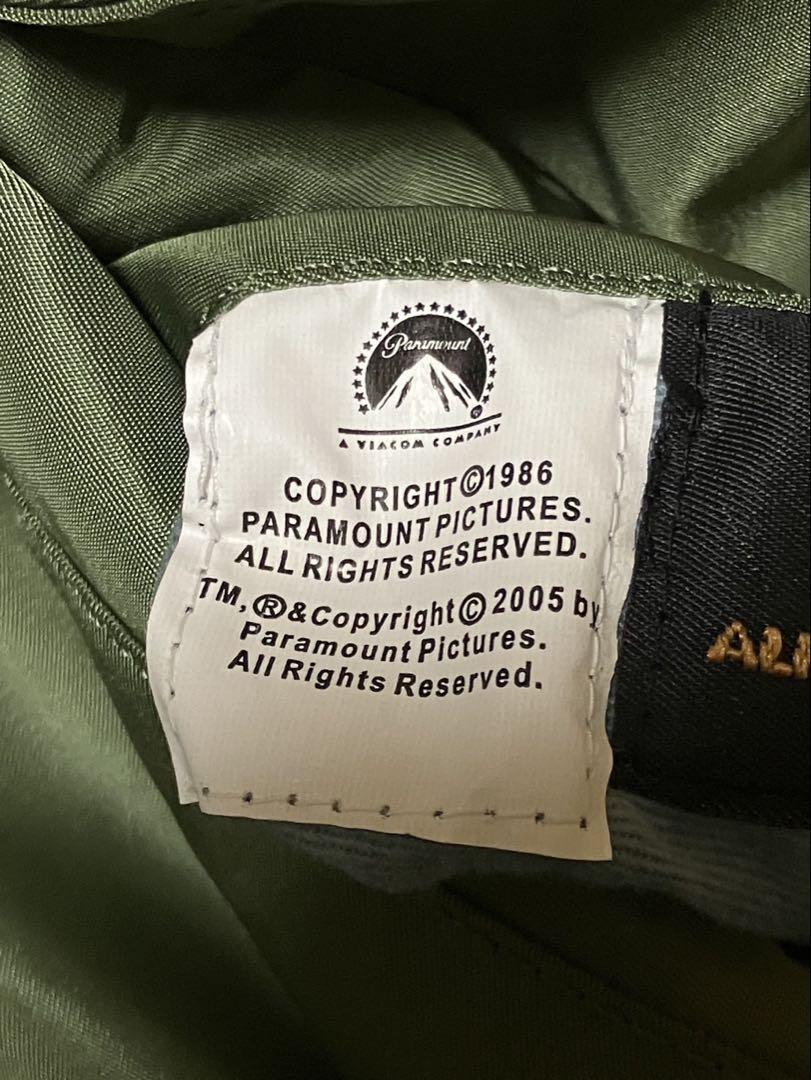 Paramount
A VIACOM COMPANY
COPYRIGHT©1986
PARAMOUNT PICTURES.
ALL RIGHTS RESERVED.
TM,®&Copyright©2005 by
Paramount Pictures.
All Rights Reserved.